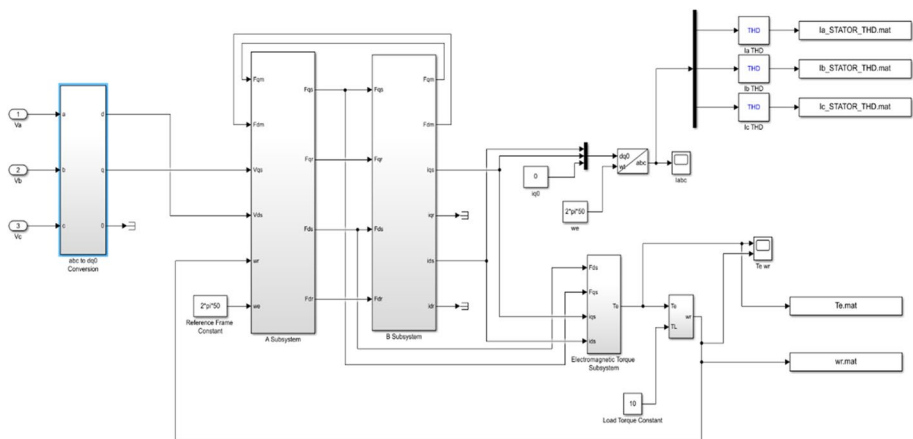 1
Va
2
Vb
3
Vc
a
b
c
d
q
0
abc to dq0
Conversion
2*pi*50
Reference Frame
Constant
Fqm
Fdm
Vqs
Vds
wr
we
Fqs
Fqr
Fds
Fdr
A Subsystem
Fqs
Fqr
Fds
Fdr
Fqm
Fdm
iqs
iqr
ids
idr
B Subsystem
0
iq0
2*pi*50
we
dq0
wt
abc
Iabc
THD
Ia THD
THD
Ib THD
THD
Ic THD
Ia_STATOR_THD.mat
Ib_STATOR_THD.mat
Ic_STATOR_THD.mat
Fds
Fqs
iqs
ids
Te
Electromagnetic Torque
Subsystem
10
Load Torque Constant
Te
TL
wr
Te wr
Te.mat
wr.mat